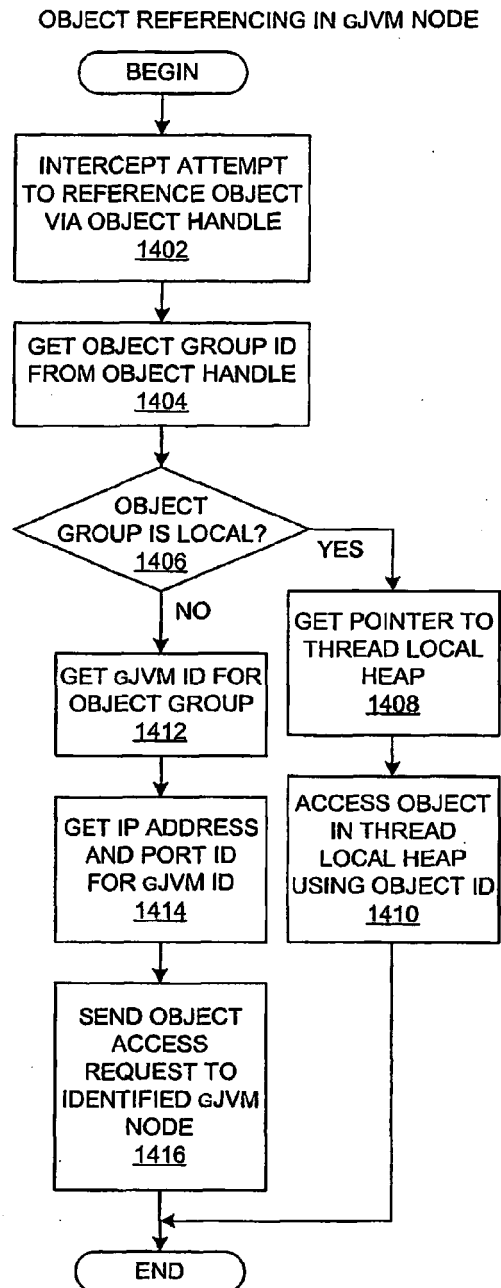 OBJECT REFERENCING IN GJVM NODE
BEGIN
INTERCEPT ATTEMPT
TO REFERENCE OBJECT
VIA OBJECT HANDLE
1402
GET OBJECT GROUP ID
FROM OBJECT HANDLE
1404
OBJECT
GROUP IS LOCAL?
1406
YES
NO
GET POINTER TO
THREAD LOCAL
HEAP
1408
GET GJVM ID FOR
OBJECT GROUP
1412
ACCESS OBJECT
IN THREAD
LOCAL HEAP
USING OBJECT ID
1410
GET IP ADDRESS
AND PORT ID
FOR GJVM ID
1414
SEND OBJECT
ACCESS
REQUEST TO
IDENTIFIED GJVM
NODE
1416
END